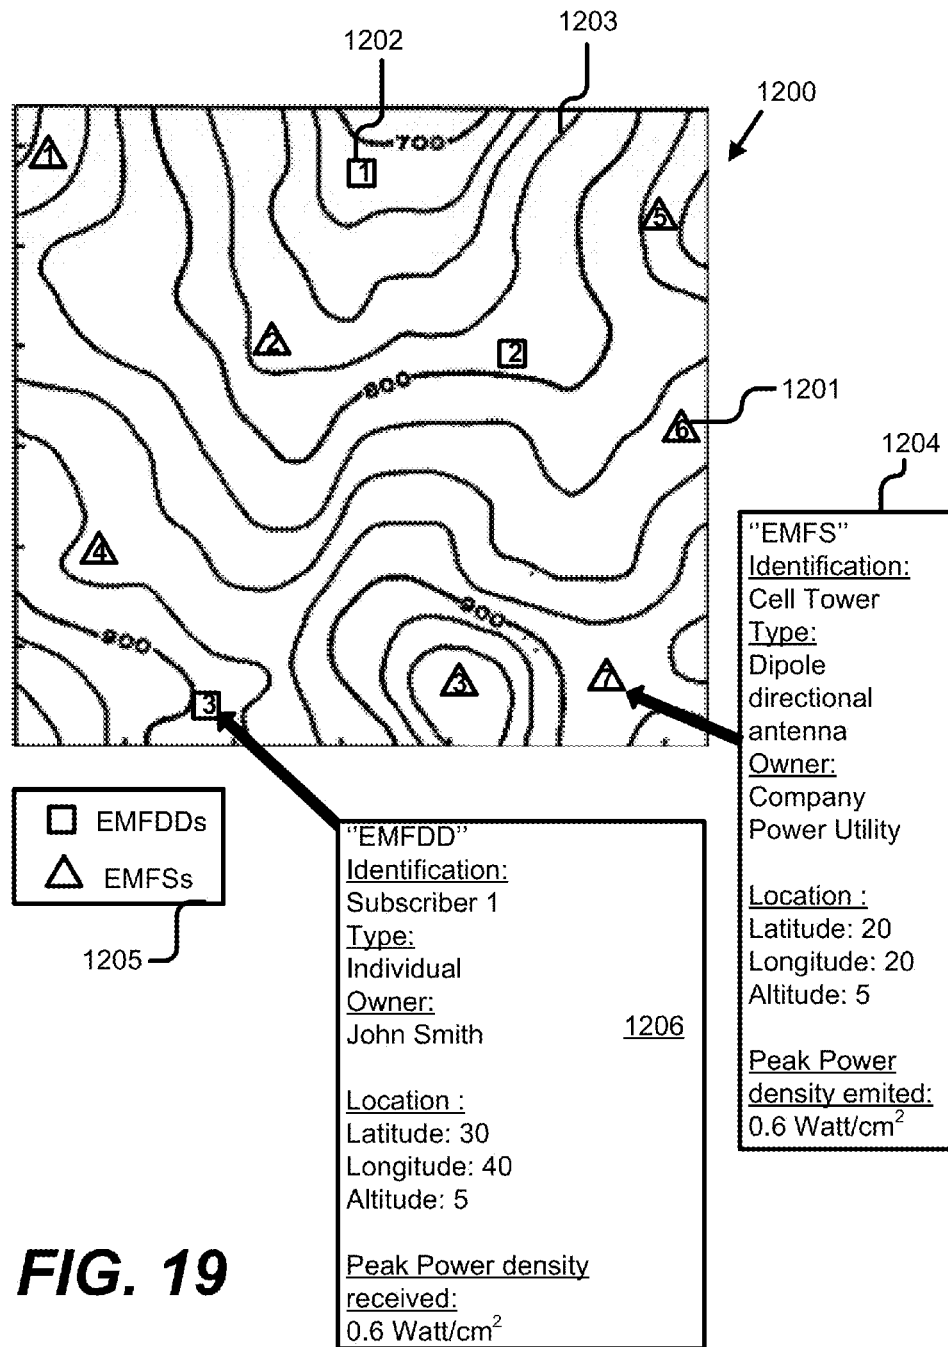 1202
1203
1200
700
1
1
5
2
2
800
1201
6
1204
4
900
900
3
7
3
"EMFS"
Identification:
Cell Tower
Type:
Dipole
directional
antenna
Owner:
Company
Power Utility
Location :
Latitude: 20
Longitude: 20
Altitude: 5
Peak Power
density emited:
0.6 Watt/cm²
EMFDDs
EMFSs
1205
"EMFDD"
Identification:
Subscriber 1
Type:
Individual
Owner:
John Smith
1206
Location :
Latitude: 30
Longitude: 40
Altitude: 5
Peak Power density
received:
0.6 Watt/cm²
FIG. 19